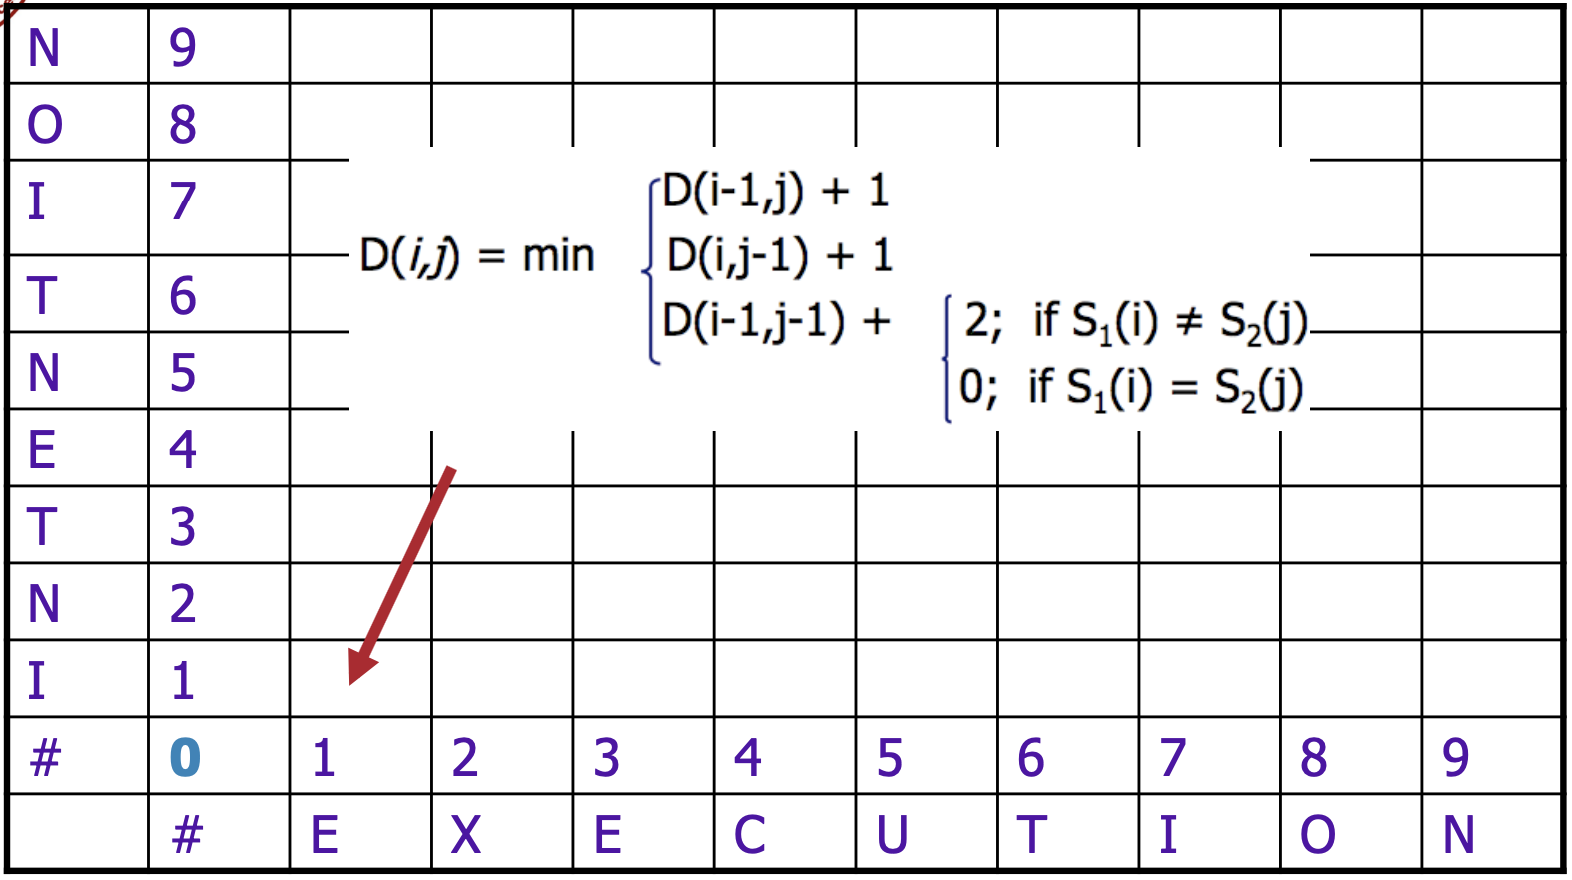 N 9
O 8
I 7
D(i-1,j) + 1
D(i,j) = min D(i,j-1) + 1
T 6
D(i-1,j-1) + 2; if S₁(i) ≠ S₂(j)
N 5
0; if S₁(i) = S₂(j)
E 4
T 3
N 2
I 1
# 0 1 2 3 4 5 6 7 8 9
# E X E C U T I O N